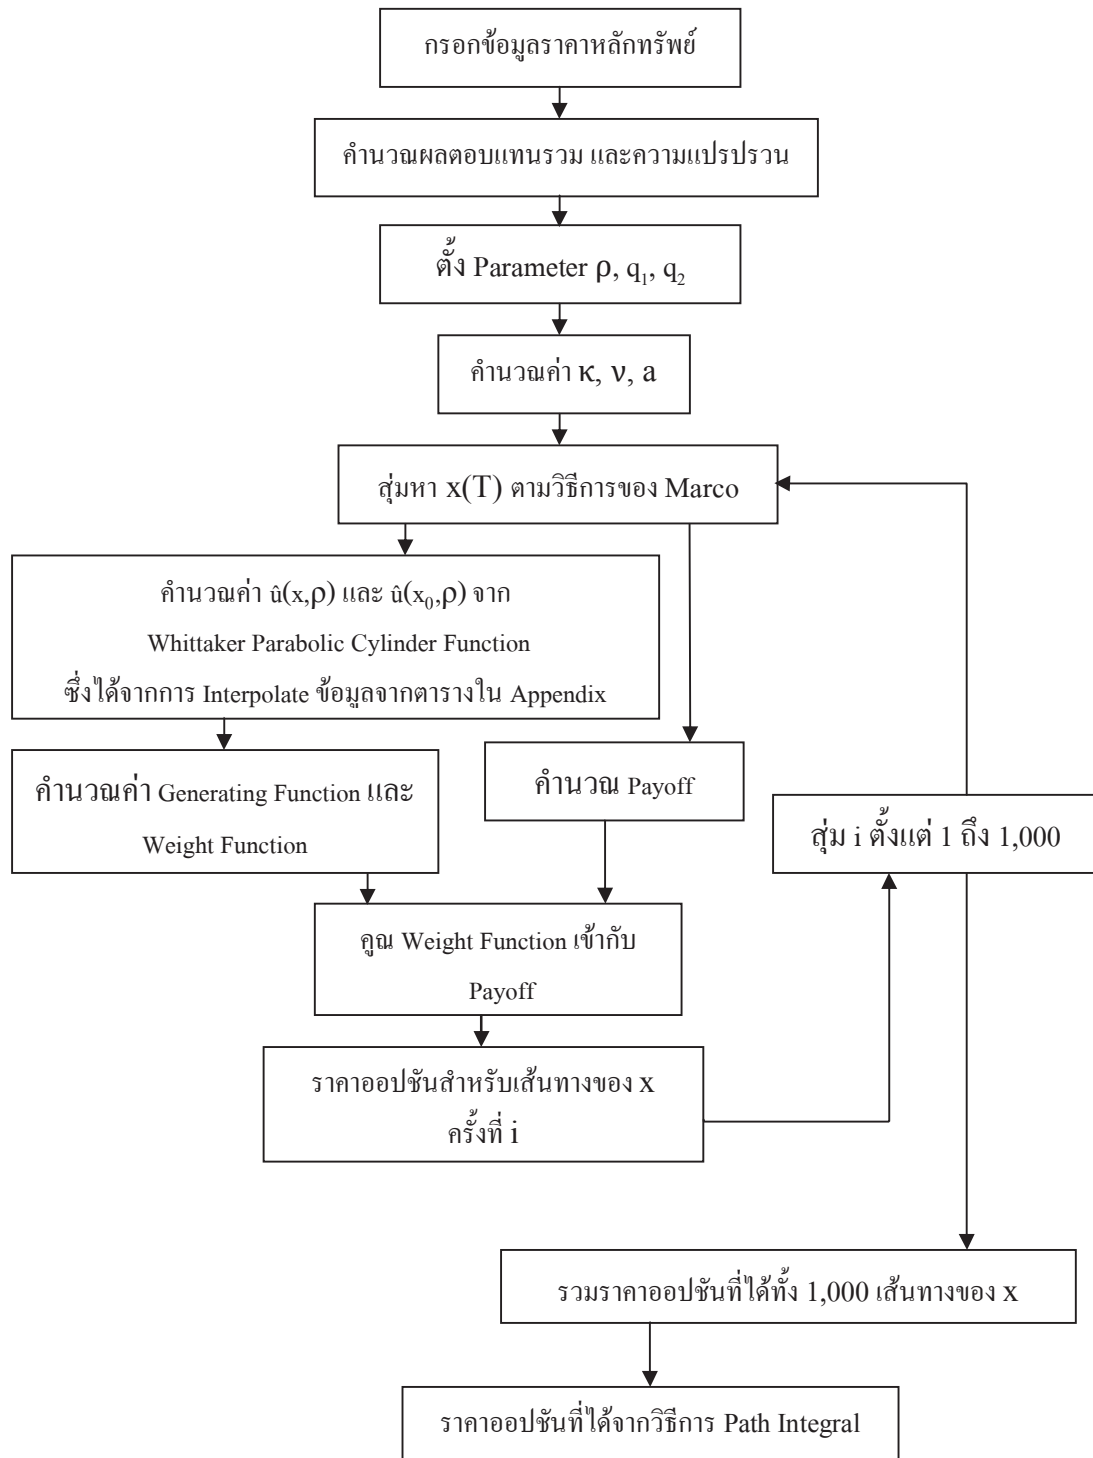 กรอกข้อมูลราคาหลักทรัพย์
คำนวณผลตอบแทนรวม และความแปรปรวน
ตั้ง Parameter ρ, q₁, q₂
คำนวณค่า κ, ν, a
สุ่มหา x(T) ตามวิธีการของ Marco
คำนวณค่า û(x,ρ) และ û(x₀,ρ) จาก
Whittaker Parabolic Cylinder Function
ซึ่งได้จากการ Interpolate ข้อมูลจากตารางใน Appendix
คำนวณค่า Generating Function และ
Weight Function
คำนวณ Payoff
สุ่ม i ตั้งแต่ 1 ถึง 1,000
คูณ Weight Function เข้ากับ
Payoff
ราคาออปชันสำหรับเส้นทางของ x
ครั้งที่ i
รวมราคาออปชันที่ได้ทั้ง 1,000 เส้นทางของ x
ราคาออปชันที่ได้จากวิธีการ Path Integral